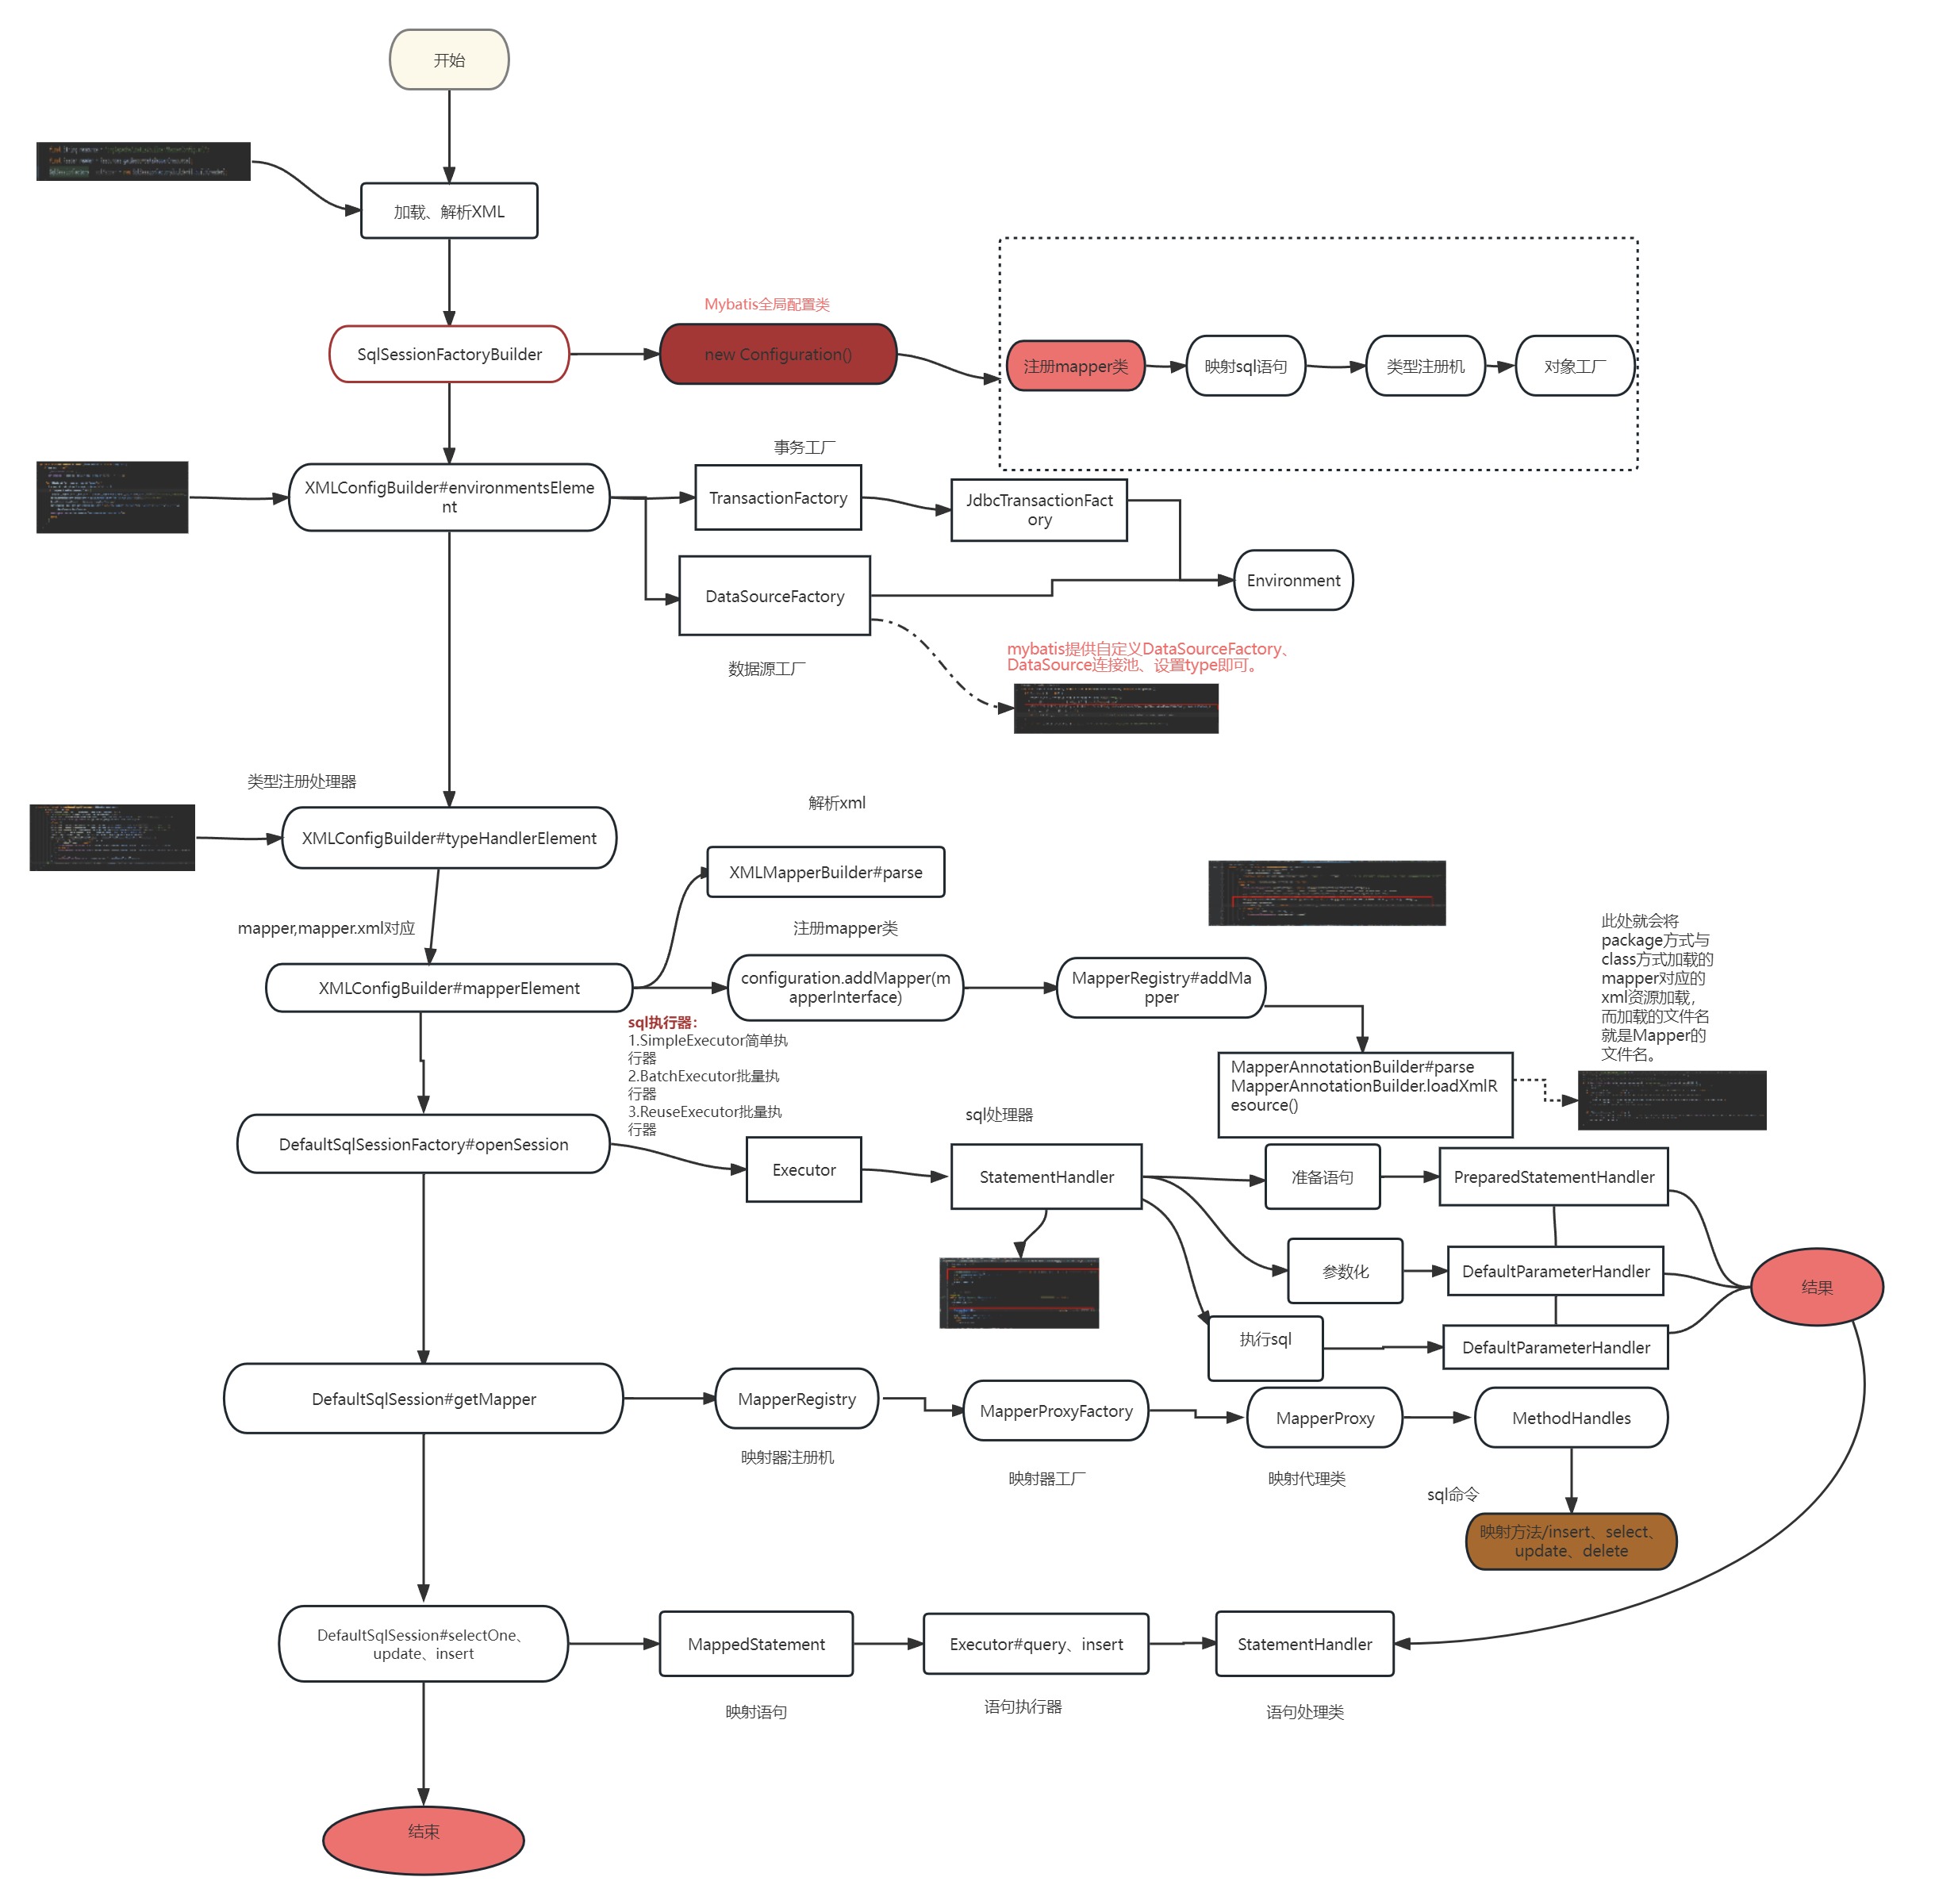 开始
加载、解析XML
Mybatis全局配置类
SqlSessionFactoryBuilder
new Configuration()
注册mapper类
映射sql语句
类型注册机
对象工厂
事务工厂
XMLConfigBuilder#environmentsEleme
nt
TransactionFactory
JdbcTransactionFact
ory
DataSourceFactory
Environment
数据源工厂
mybatis提供自定义DataSourceFactory、
DataSource连接池、设置type即可。
类型注册处理器
XMLConfigBuilder#typeHandlerElement
解析xml
XMLMapperBuilder#parse
mapper,mapper.xml对应
注册mapper类
XMLConfigBuilder#mapperElement
configuration.addMapper(m
apperInterface)
MapperRegistry#addMa
pper
此处就会将
package方式与
class方式加载的
mapper对应的
xml资源加载，
而加载的文件名
就是Mapper的
文件名。
MapperAnnotationBuilder#parse
MapperAnnotationBuilder.loadXmlR
esource()
sql执行器：
1.SimpleExecutor简单执
行器
2.BatchExecutor批量执
行器
3.ReuseExecutor批量执
行器
DefaultSqlSessionFactory#openSession
Executor
sql处理器
StatementHandler
准备语句
PreparedStatementHandler
参数化
DefaultParameterHandler
执行sql
DefaultParameterHandler
结果
DefaultSqlSession#getMapper
MapperRegistry
MapperProxyFactory
MapperProxy
MethodHandles
映射器注册机
映射器工厂
映射代理类
sql命令
映射方法/insert、select、
update、delete
DefaultSqlSession#selectOne、
update、insert
MappedStatement
Executor#query、insert
StatementHandler
映射语句
语句执行器
语句处理类
结束